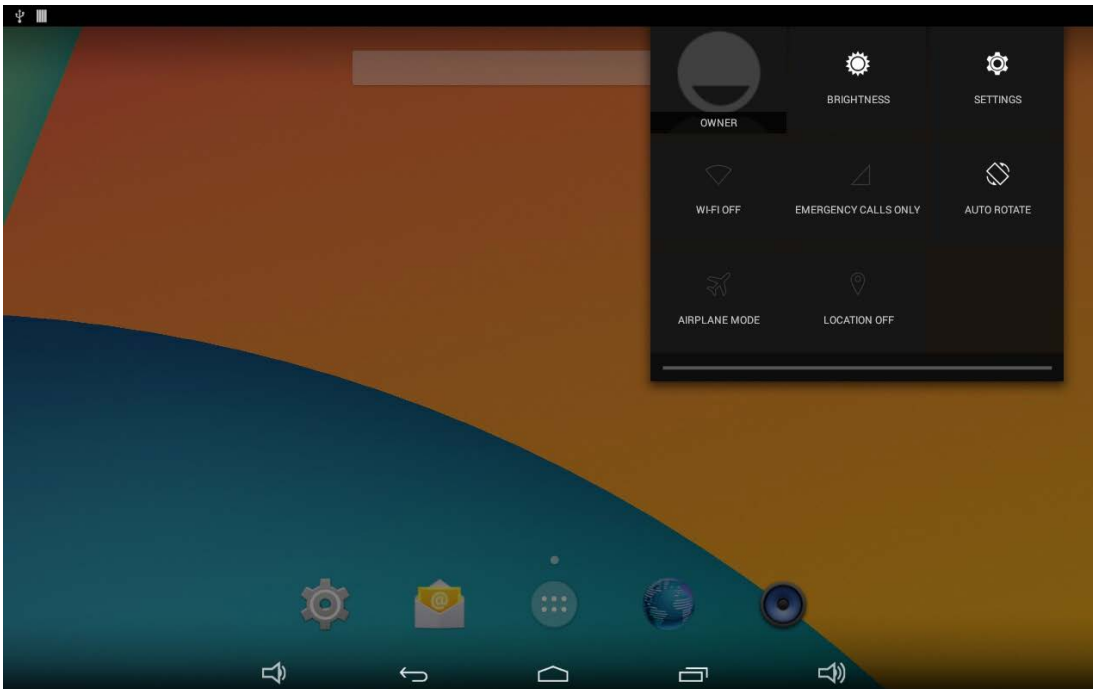 OWNER
BRIGHTNESS
SETTINGS
WI-FI OFF
EMERGENCY CALLS ONLY
AUTO ROTATE
AIRPLANE MODE
LOCATION OFF
@